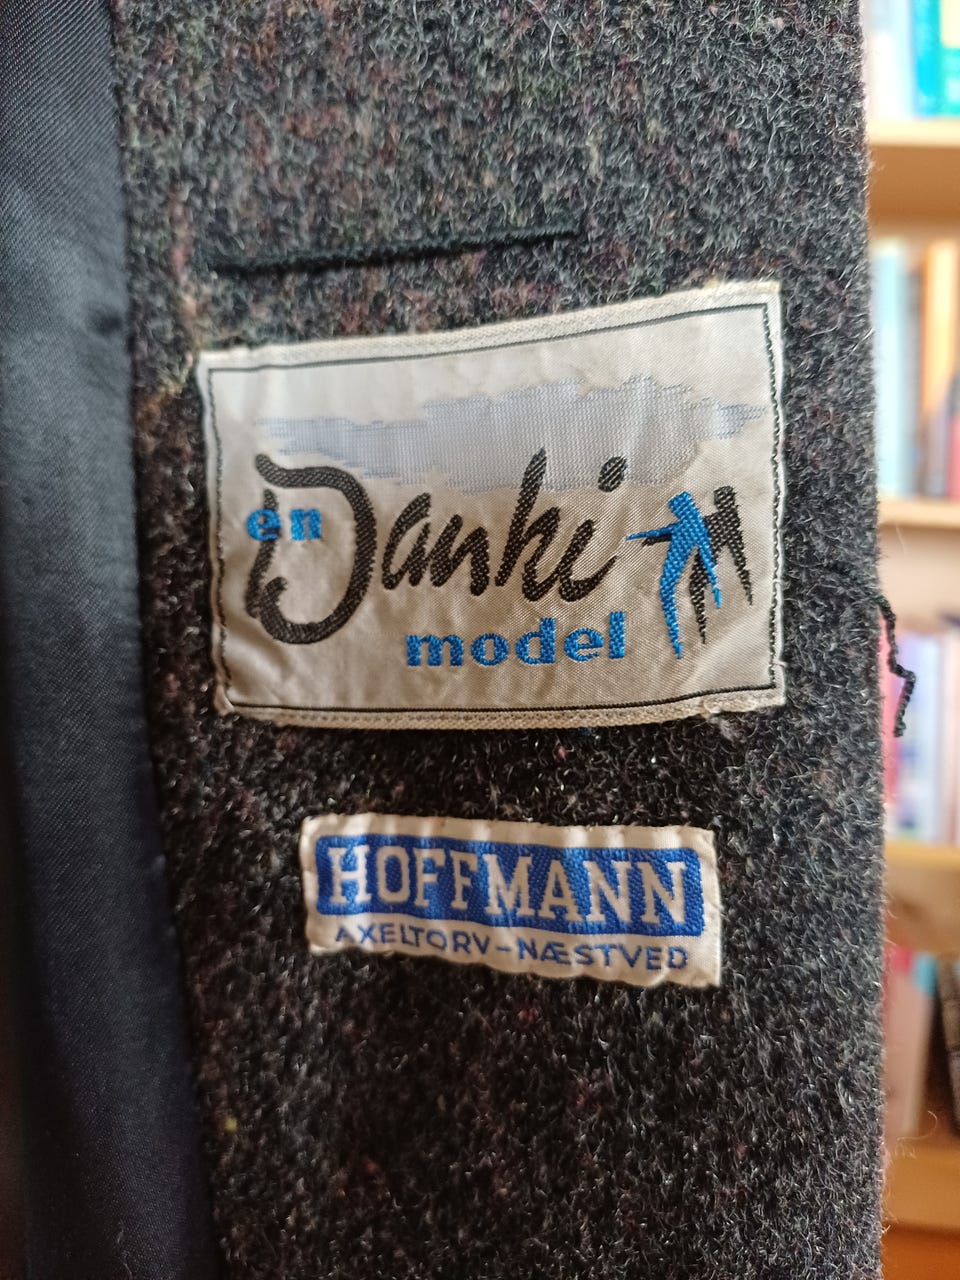 en Danki
model
HOFFMANN
AXELTORV-NÆSTVED